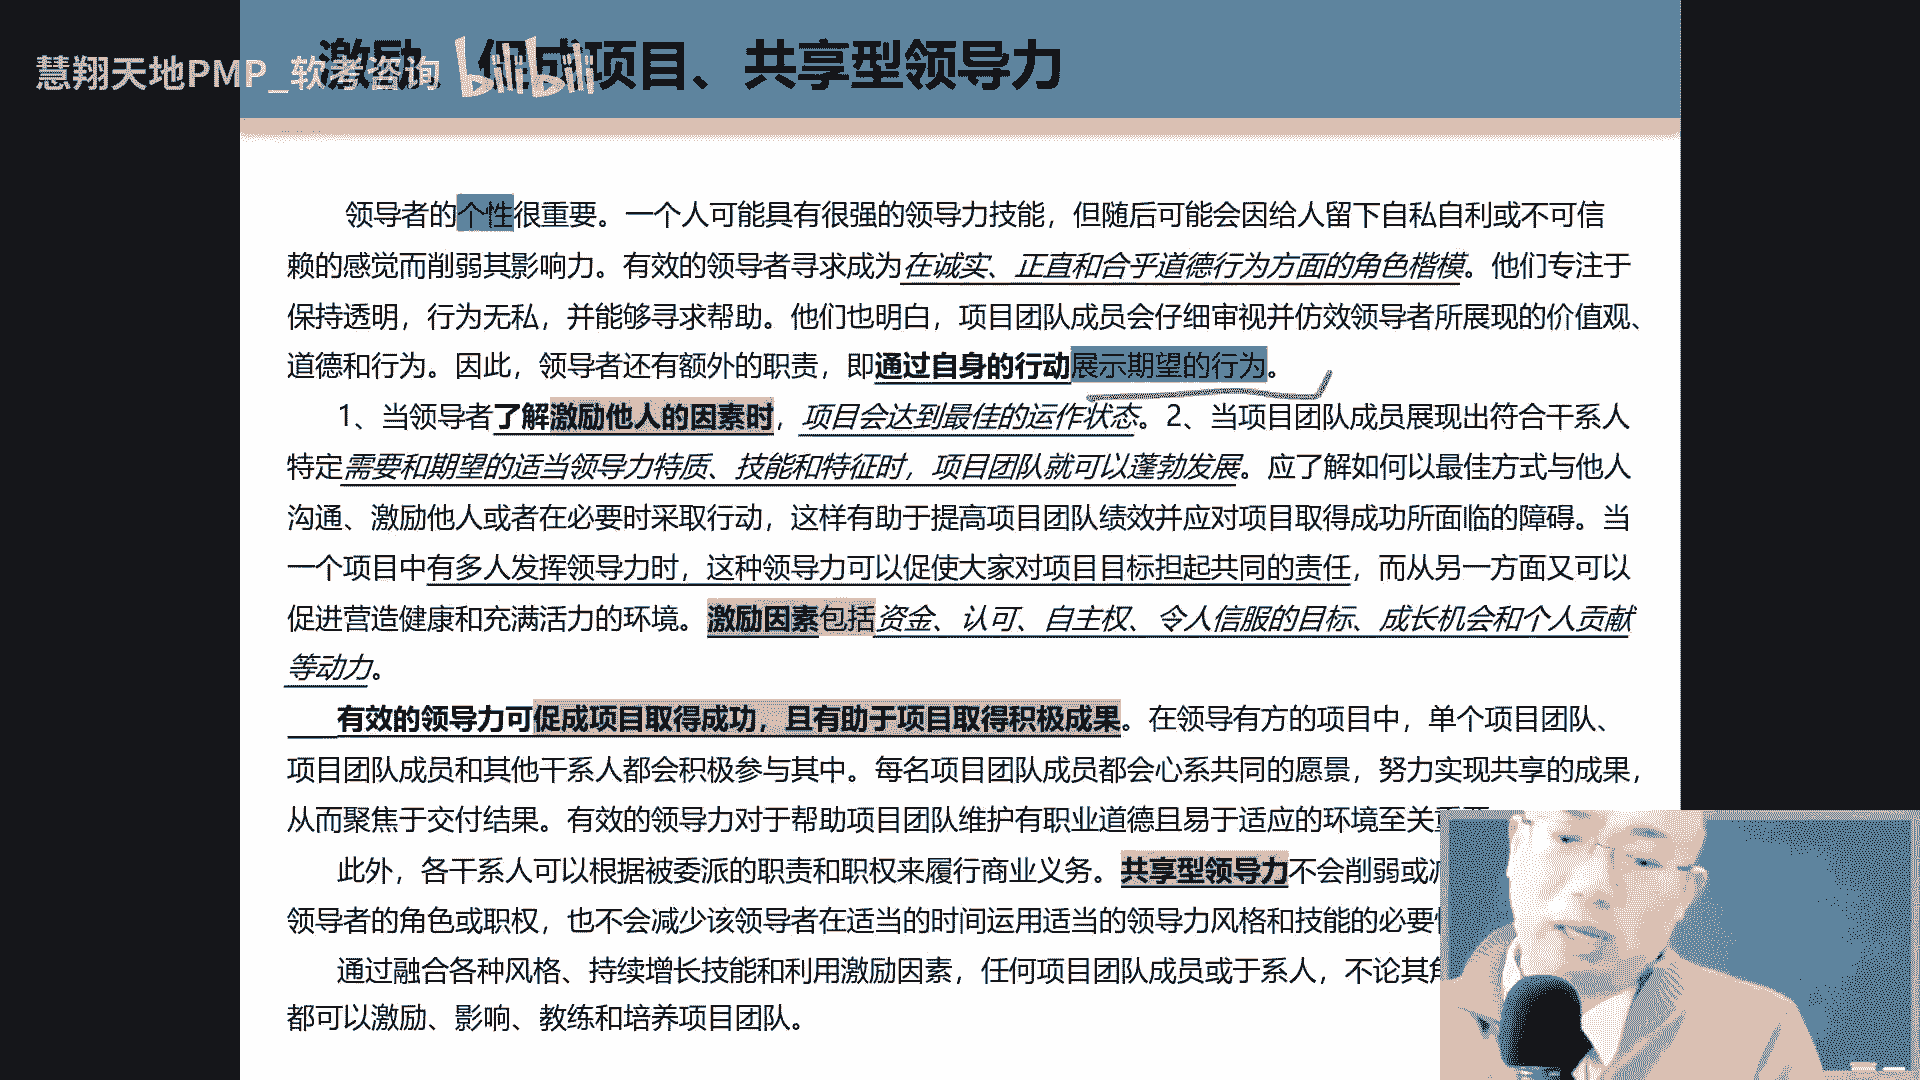 激励、促成项目、共享型领导力
慧翔天地PMP_软考咨询
bilibili
领导者的个性很重要。一个人可能具有很强的领导力技能，但随后可能会因给人留下自私自利或不可信
赖的感觉而削弱其影响力。有效的领导者寻求成为在诚实、正直和合乎道德行为方面的角色楷模。他们专注于
保持透明，行为无私，并能够寻求帮助。他们也明白，项目团队成员会仔细审视并仿效领导者所展现的价值观、
道德和行为。因此，领导者还有额外的职责，即通过自身的行动展示期望的行为。
1、当领导者了解激励他人的因素时，项目会达到最佳的运作状态。2、当项目团队成员展现出符合干系人
特定需要和期望的适当领导力特质、技能和特征时，项目团队就可以蓬勃发展。应了解如何以最佳方式与他人
沟通、激励他人或者在必要时采取行动，这样有助于提高项目团队绩效并应对项目取得成功所面临的障碍。当
一个项目中有多人发挥领导力时，这种领导力可以促使大家对项目目标担起共同的责任，而从另一方面又可以
促进营造健康和充满活力的环境。激励因素包括资金、认可、自主权、令人信服的目标、成长机会和个人贡献
等动力。
有效的领导力可促成项目取得成功，且有助于项目取得积极成果。在领导有方的项目中，单个项目团队、
项目团队成员和其他干系人都会积极参与其中。每名项目团队成员都会心系共同的愿景，努力实现共享的成果，
从而聚焦于交付结果。有效的领导力对于帮助项目团队维护有职业道德且易于适应的环境至关
此外，各干系人可以根据被委派的职责和职权来履行商业义务。共享型领导力不会削弱或
领导者的角色或职权，也不会减少该领导者在适当的时间运用适当的领导力风格和技能的必要
通过融合各种风格、持续增长技能和利用激励因素，任何项目团队成员或干系人，不论其
都可以激励、影响、教练和培养项目团队。